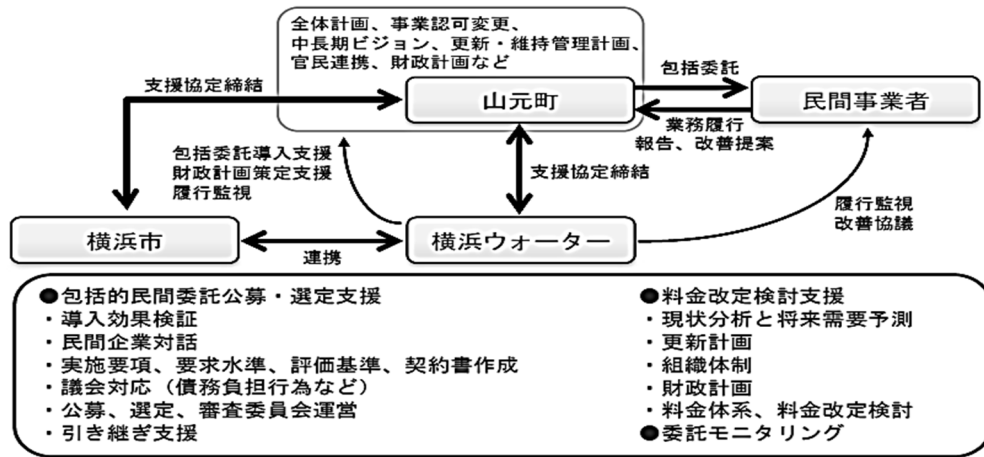 全体計画、事業認可変更、
中長期ビジョン、更新・維持管理計画、
官民連携、財政計画など
支援協定締結
山元町
包括委託
民間事業者
業務履行
報告、改善提案
包括委託導入支援
財政計画策定支援
履行監視
支援協定締結
履行監視
改善協議
横浜市
連携
横浜ウォーター
●包括的民間委託公募・選定支援
・導入効果検証
・民間企業対話
・実施要項、要求水準、評価基準、契約書作成
・議会対応（債務負担行為など）
・公募、選定、審査委員会運営
・引き継ぎ支援
●料金改定検討支援
・現状分析と将来需要予測
・更新計画
・組織体制
・財政計画
・料金体系、料金改定検討
●委託モニタリング